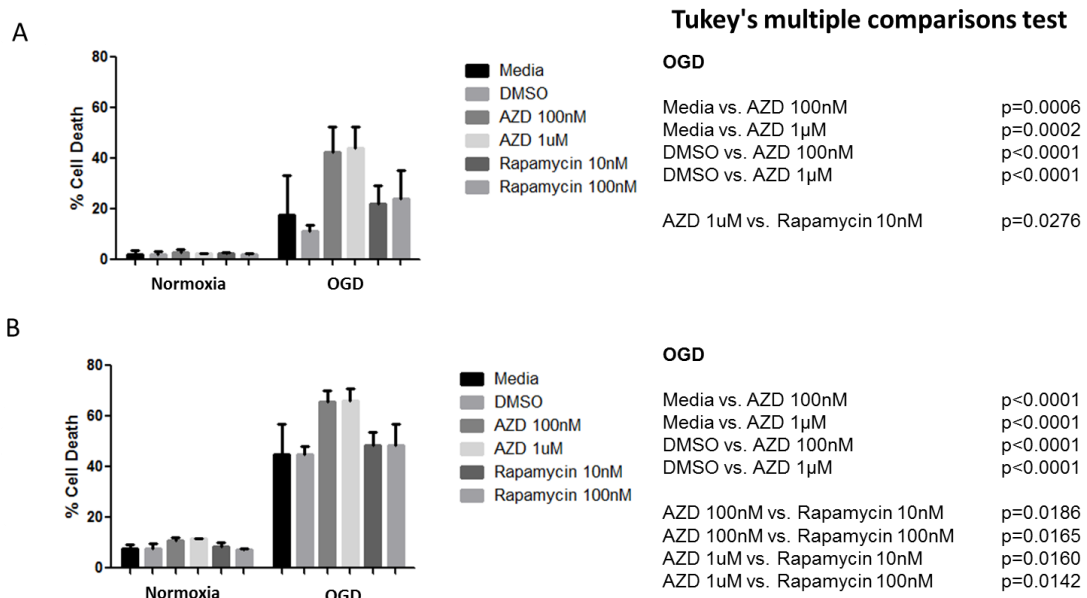 Tukey's multiple comparisons test
A
% Cell Death
80
60
40
20
0
Normoxia
OGD
Media
DMSO
AZD 100nM
AZD 1uM
Rapamycin 10nM
Rapamycin 100nM
OGD
Media vs. AZD 100nM p=0.0006
Media vs. AZD 1µM p=0.0002
DMSO vs. AZD 100nM p<0.0001
DMSO vs. AZD 1µM p<0.0001
AZD 1uM vs. Rapamycin 10nM p=0.0276
B
% Cell Death
80
60
40
20
0
Normoxia
OGD
Media
DMSO
AZD 100nM
AZD 1uM
Rapamycin 10nM
Rapamycin 100nM
OGD
Media vs. AZD 100nM p<0.0001
Media vs. AZD 1µM p<0.0001
DMSO vs. AZD 100nM p<0.0001
DMSO vs. AZD 1µM p<0.0001
AZD 100nM vs. Rapamycin 10nM p=0.0186
AZD 100nM vs. Rapamycin 100nM p=0.0165
AZD 1uM vs. Rapamycin 10nM p=0.0160
AZD 1uM vs. Rapamycin 100nM p=0.0142